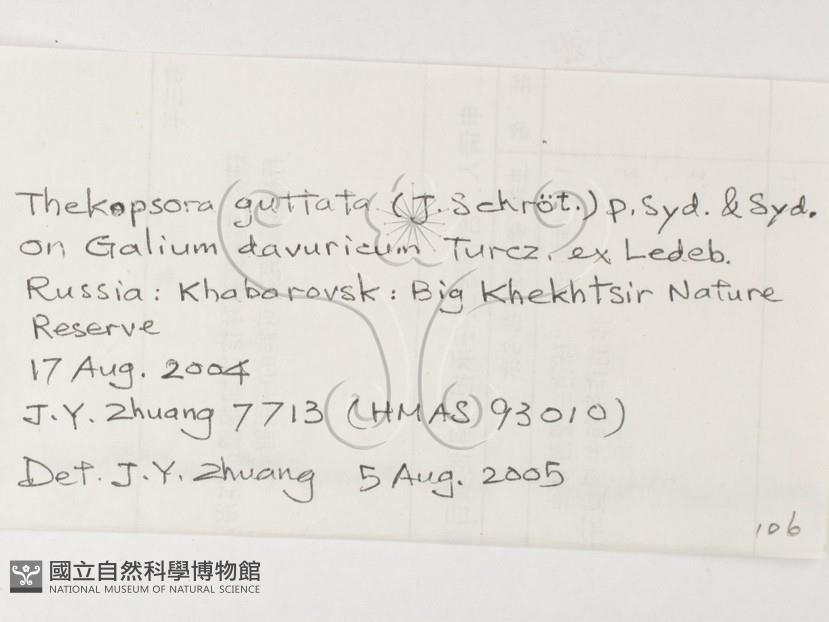 Thekopsora guttata (J. Schröt.) P. Syd. & Syd.
on Galium davuricum Turcz. ex Ledeb.
Russia: Khabarovsk: Big Khekhtsir Nature
Reserve
17 Aug. 2004
J.Y. Zhuang 7713 (HMAS 93010)
Det. J.Y. Zhuang 5 Aug. 2005
106
國立自然科學博物館
NATIONAL MUSEUM OF NATURAL SCIENCE